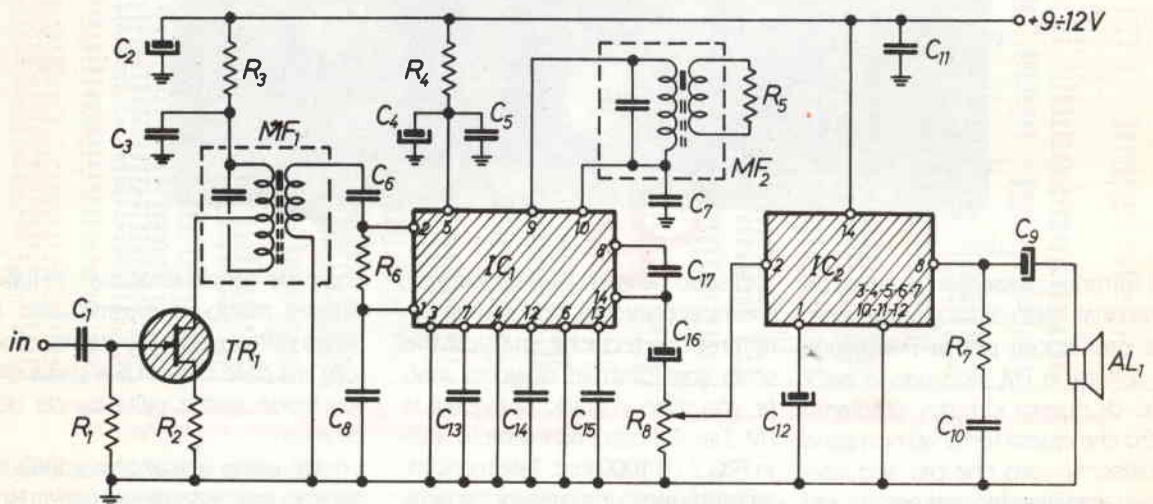 +9÷12V
C2
R3
R4
C11
C3
MF1
C4
C5
R5
MF2
C6
C7
2
5
9
10
14
R6
IC1
8
C17
2
IC2
8
C9
in
C1
TR1
1
3
7
4
12
6
13
14
1
3-4-5-6-7
10-11-12
C16
R7
AL1
R1
R2
C8
C13
C14
C15
R8
C12
C10